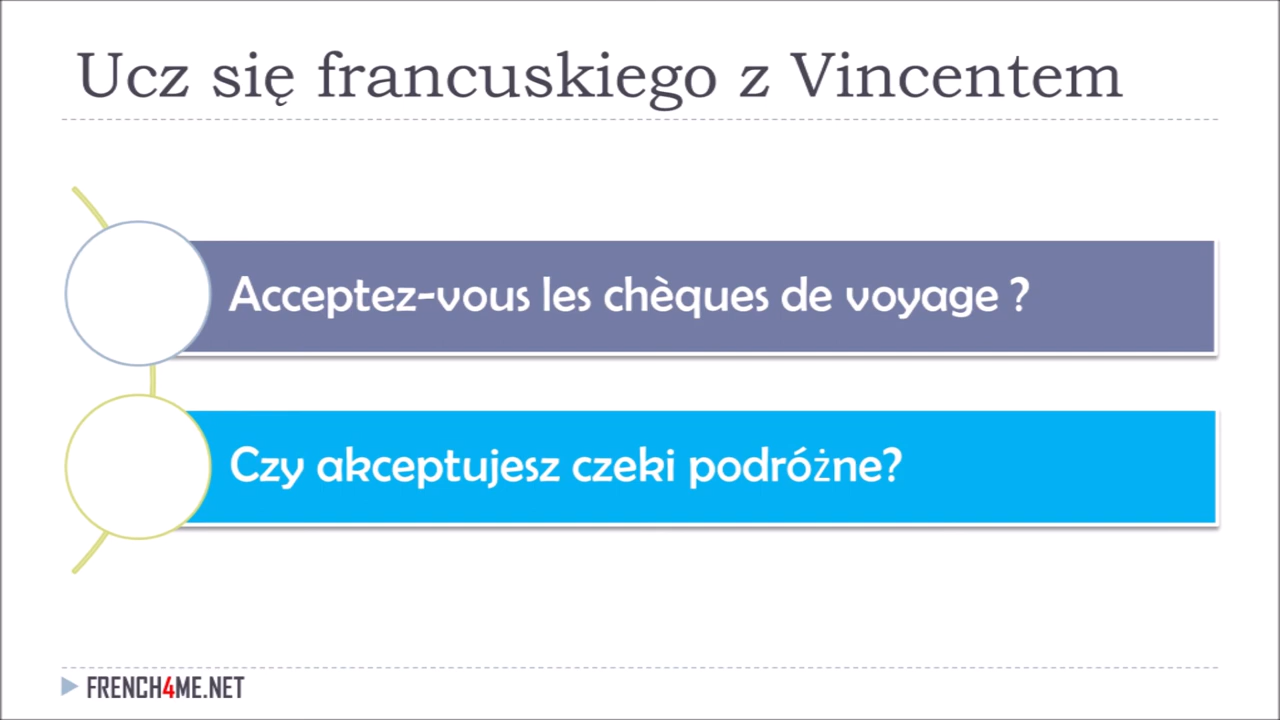 Ucz się francuskiego z Vincentem
Acceptez-vous les chèques de voyage ?
Czy akceptujesz czeki podróżne?
FRENCH4ME.NET